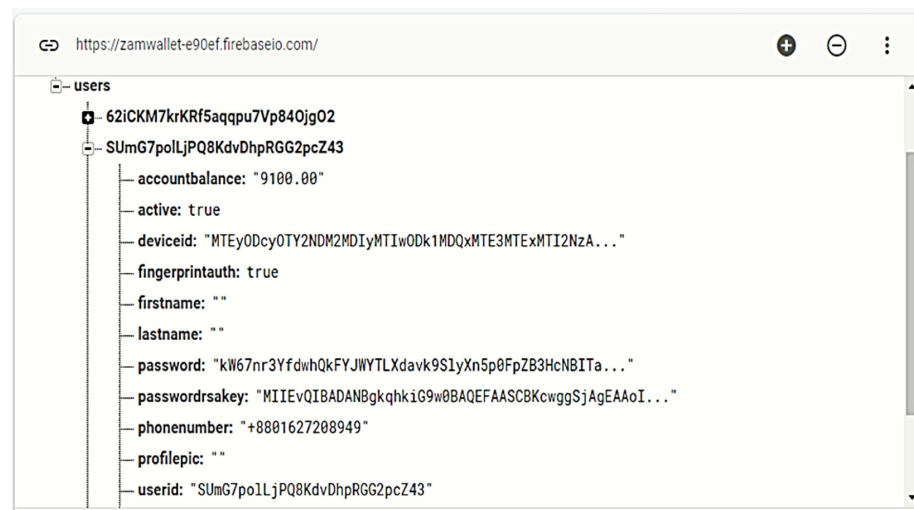 https://zamwallet-e90ef.firebaseio.com/
users
62iCKM7krKRf5aqqpu7Vp84OjgO2
SUmG7polLjPQ8KdvDhpRGG2pcZ43
accountbalance: "9100.00"
active: true
deviceid: "MTEyODcyOTY2NDM2MDIyMTIwODk1MDQxMTE3MTExMTI2NzA..."
fingerprintauth: true
firstname: ""
lastname: ""
password: "kW67nr3YfdwhQkFYJWYTLXdavk9SlyXn5p0FpZB3HcNBITa..."
passwordrsakey: "MIIEvQIBADANBgkqhkiG9w0BAQEFAASCBKcwggSjAgEAAoI..."
phonenumber: "+8801627208949"
profilepic: ""
userid: "SUmG7polLjPQ8KdvDhpRGG2pcZ43"